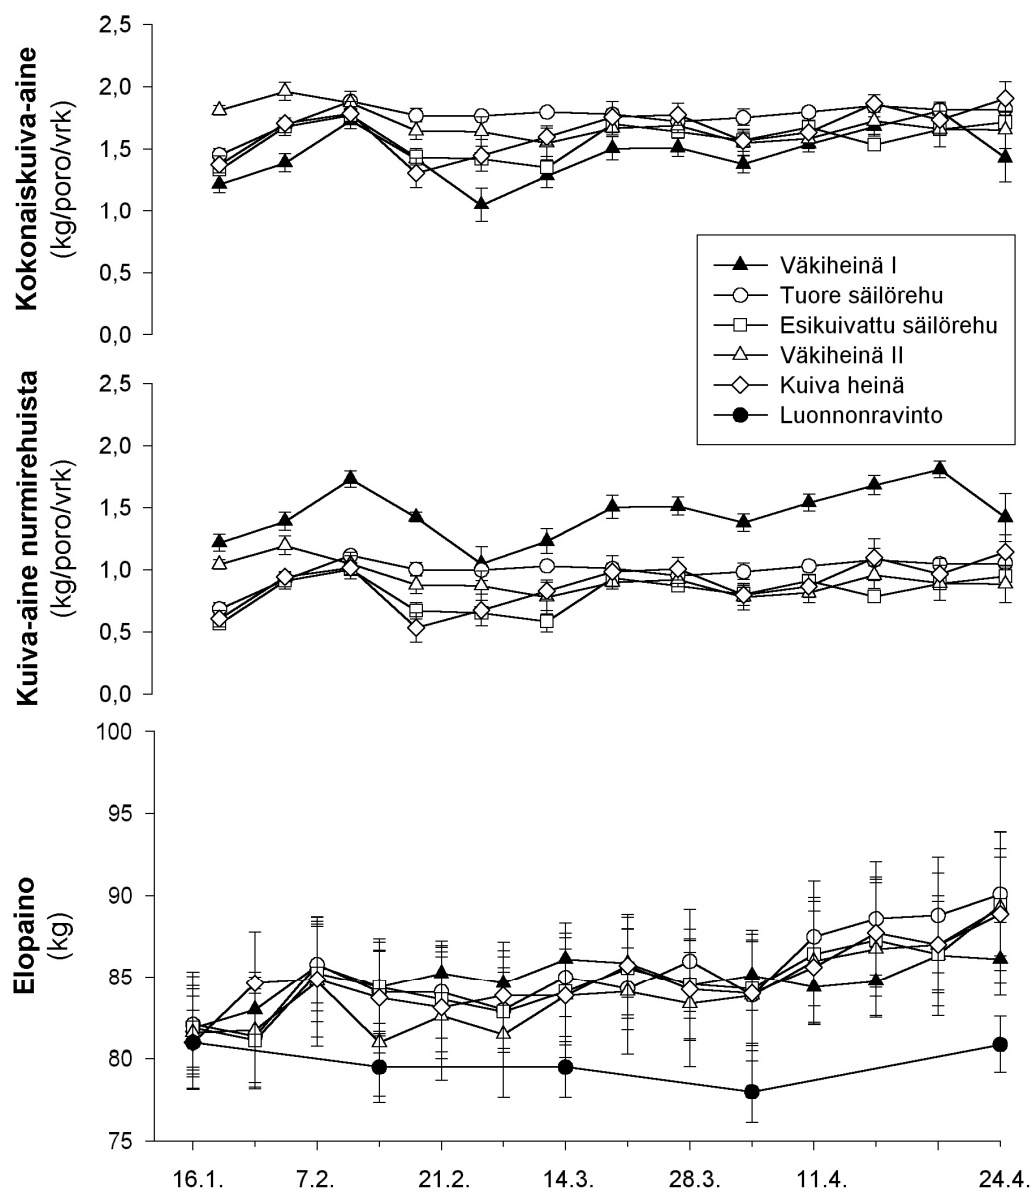 Kokonaiskuiva-aine
(kg/poro/vrk)
2,5
2,0
1,5
1,0
0,5
0,0
Väkiheinä I
Tuore säilörehu
Esikuivattu säilörehu
Väkiheinä II
Kuiva heinä
Luonnonravinto
Kuiva-aine nurmirehuista
(kg/poro/vrk)
2,5
2,0
1,5
1,0
0,5
0,0
Elopaino
(kg)
100
95
90
85
80
75
16.1. 7.2. 21.2. 14.3. 28.3. 11.4. 24.4.